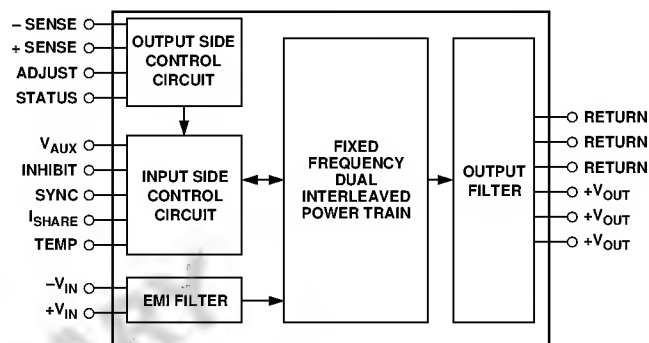 – SENSE
+ SENSE
ADJUST
STATUS
OUTPUT SIDE
CONTROL
CIRCUIT
VAUX
INHIBIT
SYNC
ISHARE
TEMP
INPUT SIDE
CONTROL
CIRCUIT
–VIN
+VIN
EMI FILTER
FIXED
FREQUENCY
DUAL
INTERLEAVED
POWER TRAIN
OUTPUT
FILTER
RETURN
RETURN
RETURN
+VOUT
+VOUT
+VOUT